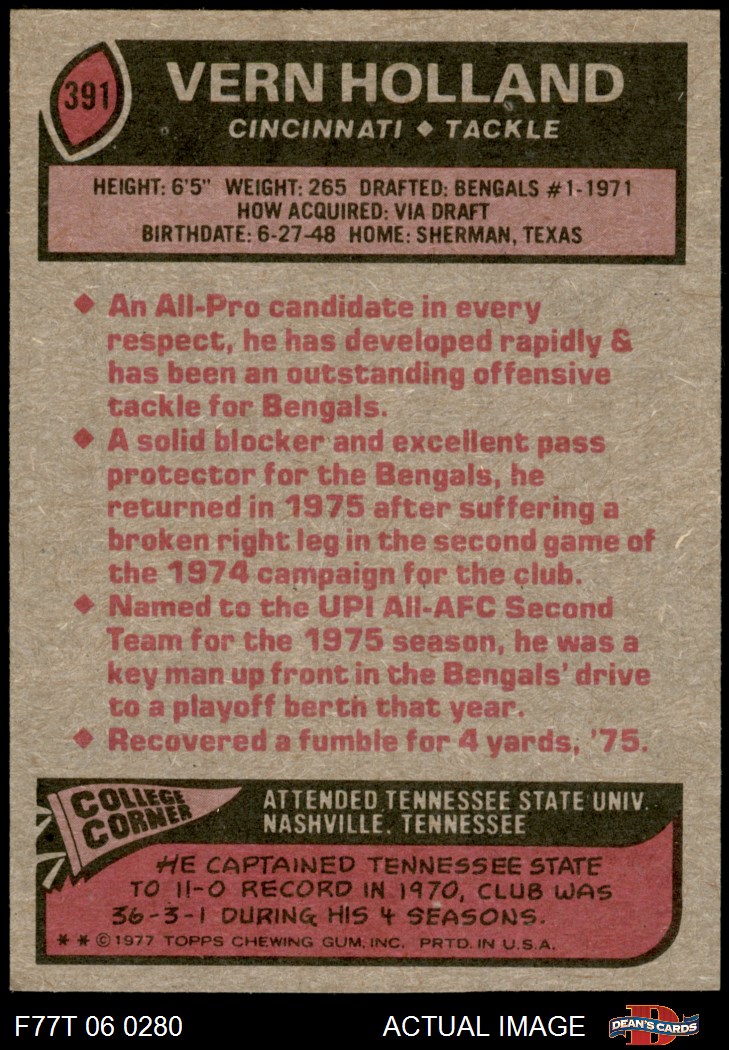 391
VERN HOLLAND
CINCINNATI ◆ TACKLE
HEIGHT: 6'5" WEIGHT: 265 DRAFTED: BENGALS #1-1971
HOW ACQUIRED: VIA DRAFT
BIRTHDATE: 6-27-48 HOME: SHERMAN, TEXAS
◆ An All-Pro candidate in every
respect, he has developed rapidly &
has been an outstanding offensive
tackle for Bengals.
◆ A solid blocker and excellent pass
protector for the Bengals, he
returned in 1975 after suffering a
broken right leg in the second game of
the 1974 campaign for the club.
◆ Named to the UPI All-AFC Second
Team for the 1975 season, he was a
key man up front in the Bengals' drive
to a playoff berth that year.
◆ Recovered a fumble for 4 yards, '75.
COLLEGE
CORNER
ATTENDED TENNESSEE STATE UNIV.
NASHVILLE, TENNESSEE
HE CAPTAINED TENNESSEE STATE
TO 11-0 RECORD IN 1970, CLUB WAS
36-3-1 DURING HIS 4 SEASONS.
* * © 1977 TOPPS CHEWING GUM, INC. PRTD. IN U.S.A.
F77T 06 0280
ACTUAL IMAGE
D
DEAN'S CARDS